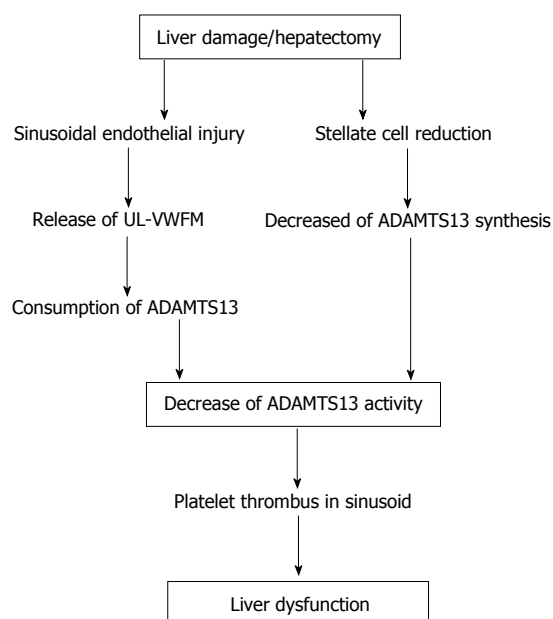 Liver damage/hepatectomy
Sinusoidal endothelial injury
Stellate cell reduction
Release of UL-VWFM
Decreased of ADAMTS13 synthesis
Consumption of ADAMTS13
Decrease of ADAMTS13 activity
Platelet thrombus in sinusoid
Liver dysfunction